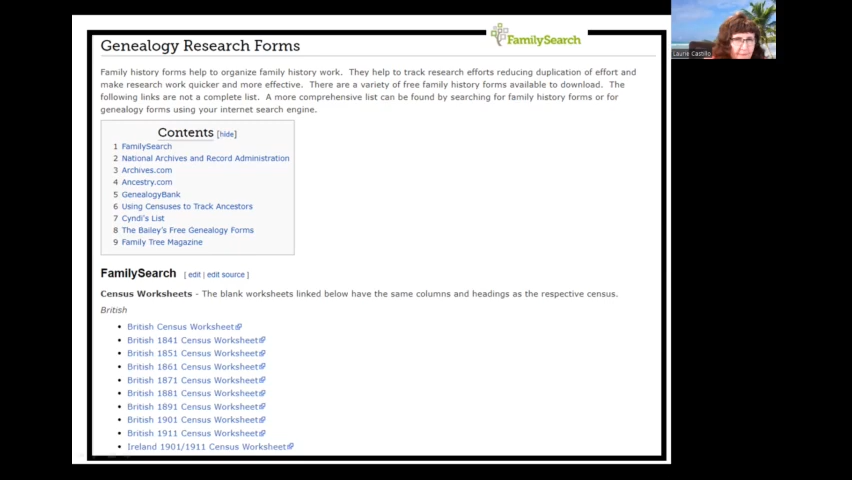 FamilySearch
Laurie Castillo
Genealogy Research Forms
Family history forms help to organize family history work. They help to track research efforts reducing duplication of effort and
make research work quicker and more effective. There are a variety of free family history forms available to download. The
following links are not a complete list. A more comprehensive list can be found by searching for family history forms or for
genealogy forms using your internet search engine.
Contents [hide]
1 FamilySearch
2 National Archives and Record Administration
3 Archives.com
4 Ancestry.com
5 GenealogyBank
6 Using Censuses to Track Ancestors
7 Cyndi's List
8 The Bailey's Free Genealogy Forms
9 Family Tree Magazine
FamilySearch [ edit | edit source ]
Census Worksheets - The blank worksheets linked below have the same columns and headings as the respective census.
British
• British Census Worksheet
• British 1841 Census Worksheet
• British 1851 Census Worksheet
• British 1861 Census Worksheet
• British 1871 Census Worksheet
• British 1881 Census Worksheet
• British 1891 Census Worksheet
• British 1901 Census Worksheet
• British 1911 Census Worksheet
• Ireland 1901/1911 Census Worksheet